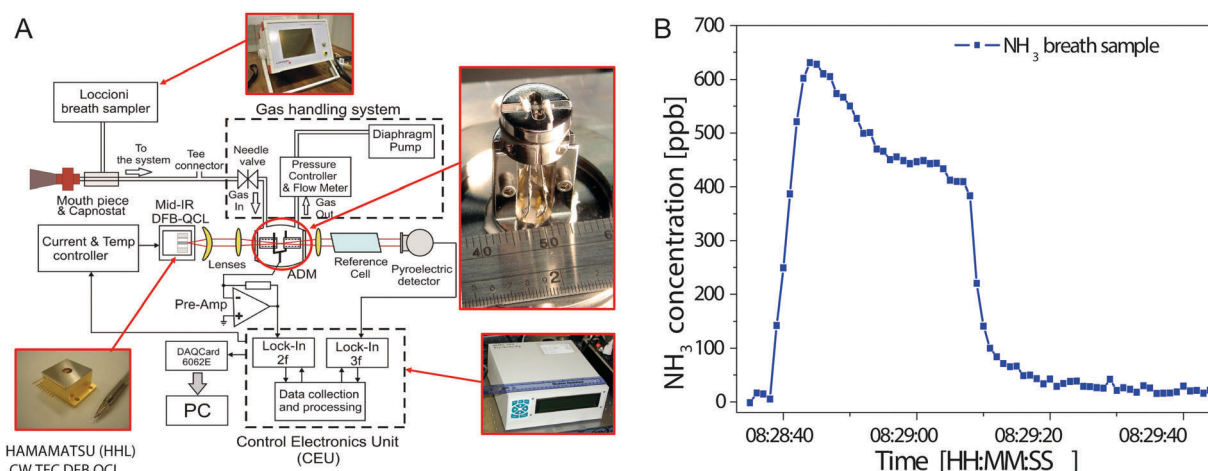 A
Loccioni
breath sampler
Gas handling system
Diaphragm
Pump
To
the system
Tee
connector
Needle
valve
Pressure
Controller
& Flow Meter
Gas
In
Gas
Out
Mouth piece
& Capnostat
Mid-IR
DFB-QCL
Current & Temp
controller
Lenses
ADM
Reference
Cell
Pyroelectric
detector
Pre-Amp
-
+
DAQCard
6062E
PC
Lock-In
2f
Lock-In
3f
Data collection
and processing
Control Electronics Unit
(CEU)
HAMAMATSU (HHL)
CW TEC DFB QCL
40 50 6
2
B
NH3 breath sample
NH3 concentration [ppb]
700
600
500
400
300
200
100
0
08:28:40 08:29:00 08:29:20 08:29:40
Time [HH:MM:SS ]